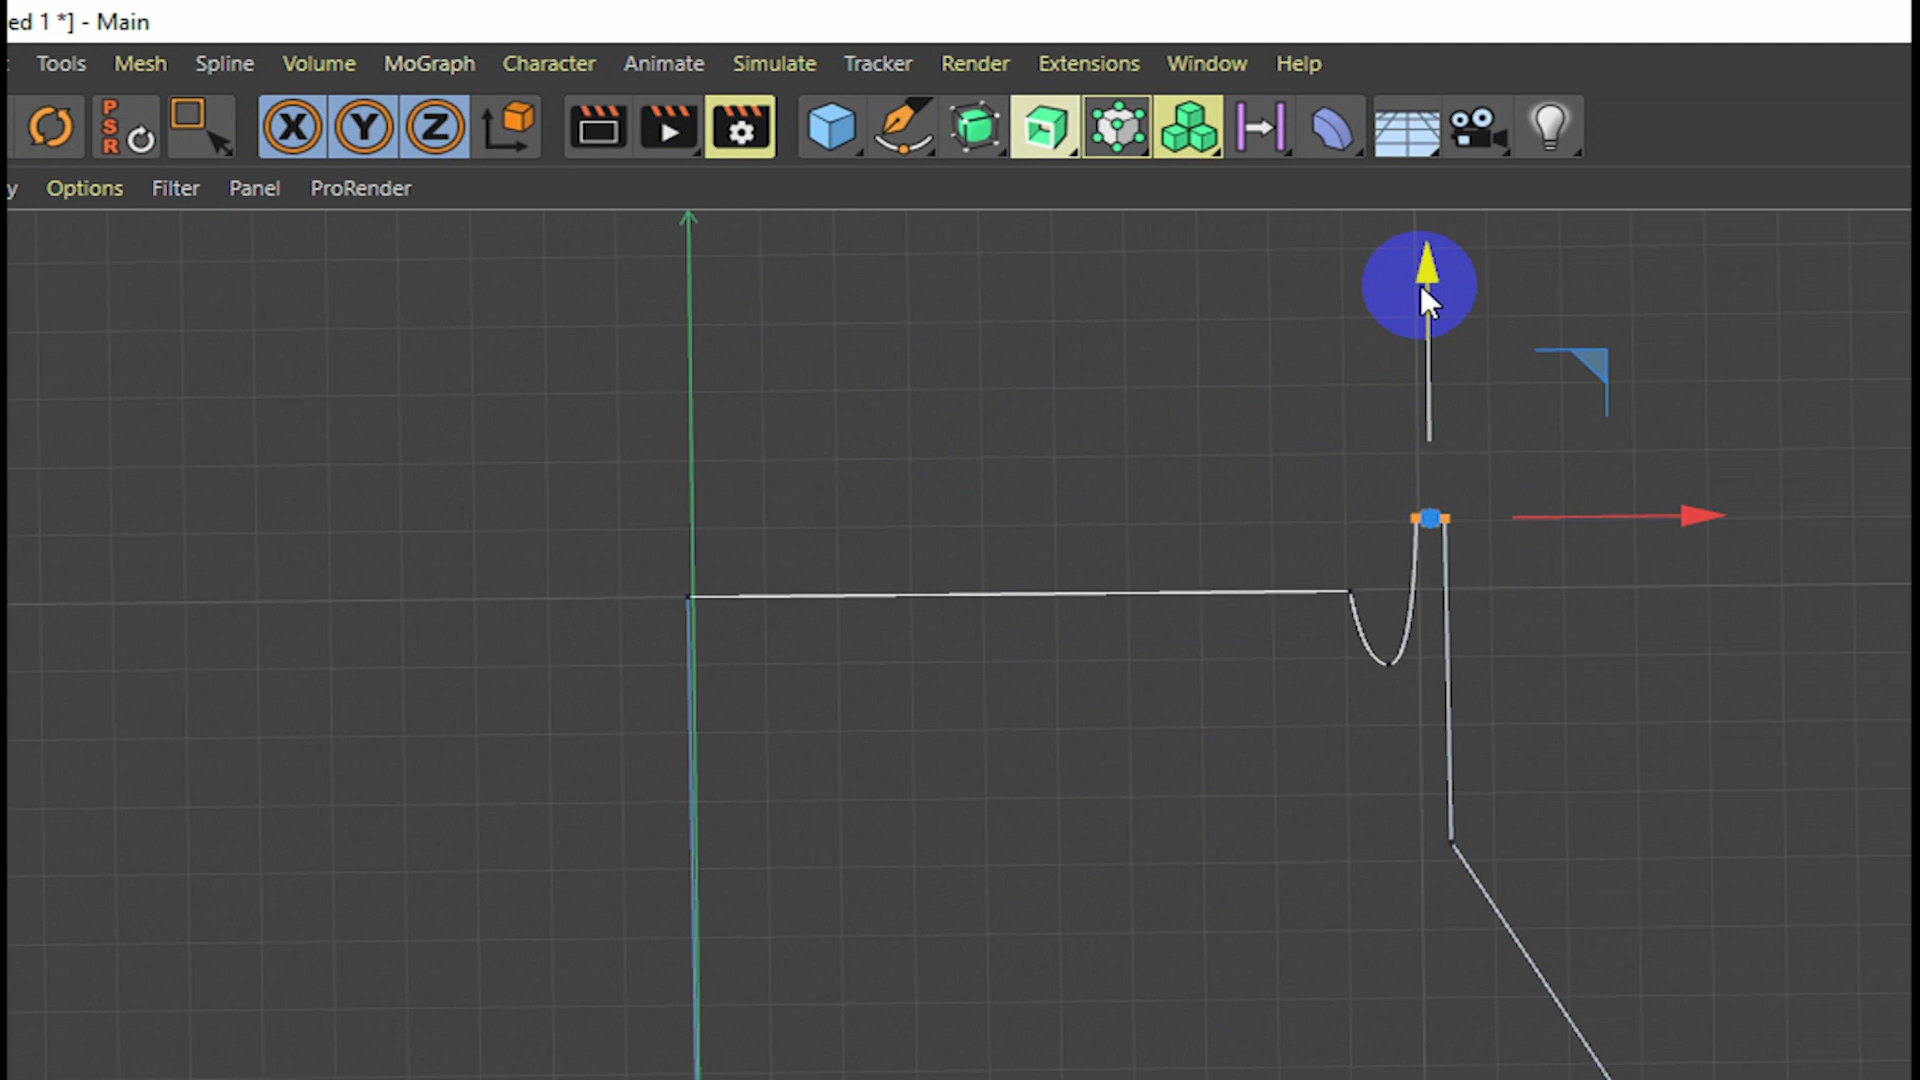 ed 1 *] - Main
Tools Mesh Spline Volume MoGraph Character Animate Simulate Tracker Render Extensions Window Help
PSR X Y Z
y Options Filter Panel ProRender